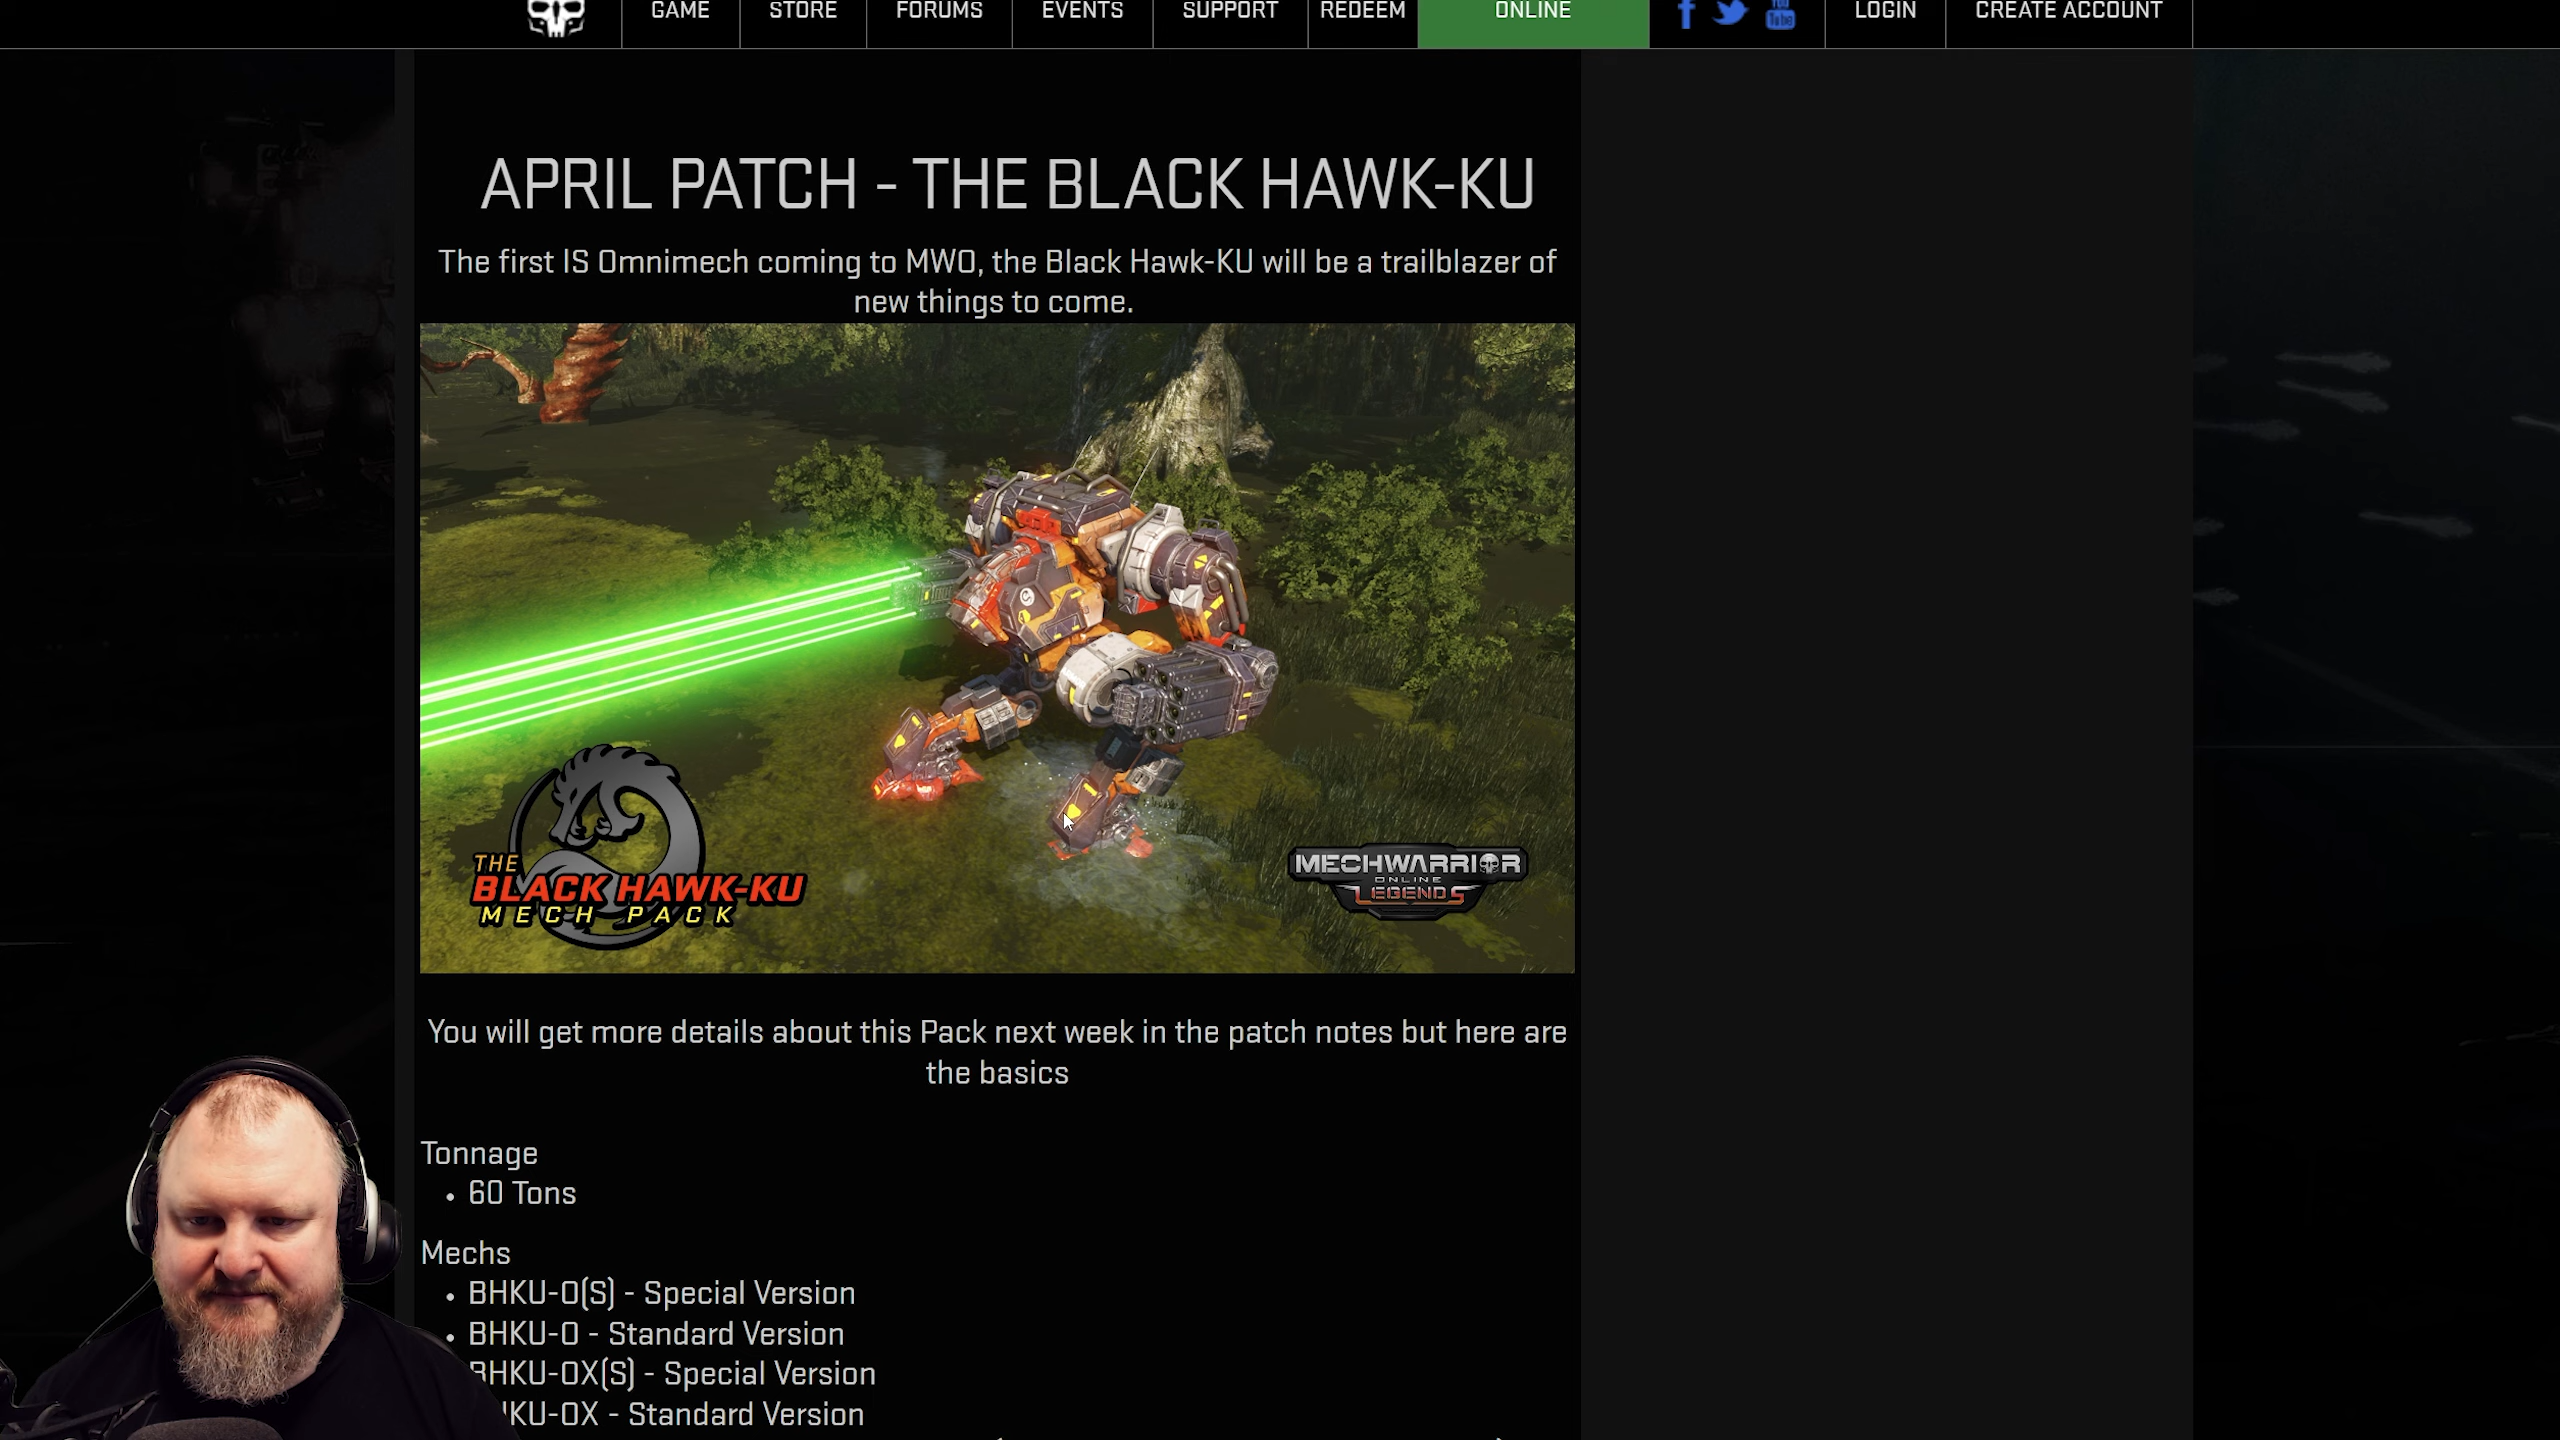 GAME
STORE
FORUMS
EVENTS
SUPPORT
REDEEM
ONLINE
LOGIN
CREATE ACCOUNT
APRIL PATCH - THE BLACK HAWK-KU
The first IS Omnimech coming to MWO, the Black Hawk-KU will be a trailblazer of
new things to come.
THE
BLACK HAWK-KU
MECH PACK
MECHWARRIOR
ONLINE
LEGENDS
You will get more details about this Pack next week in the patch notes but here are
the basics
Tonnage
• 60 Tons
Mechs
• BHKU-O(S) - Special Version
• BHKU-O - Standard Version
BHKU-OX(S) - Special Version
KU-OX - Standard Version